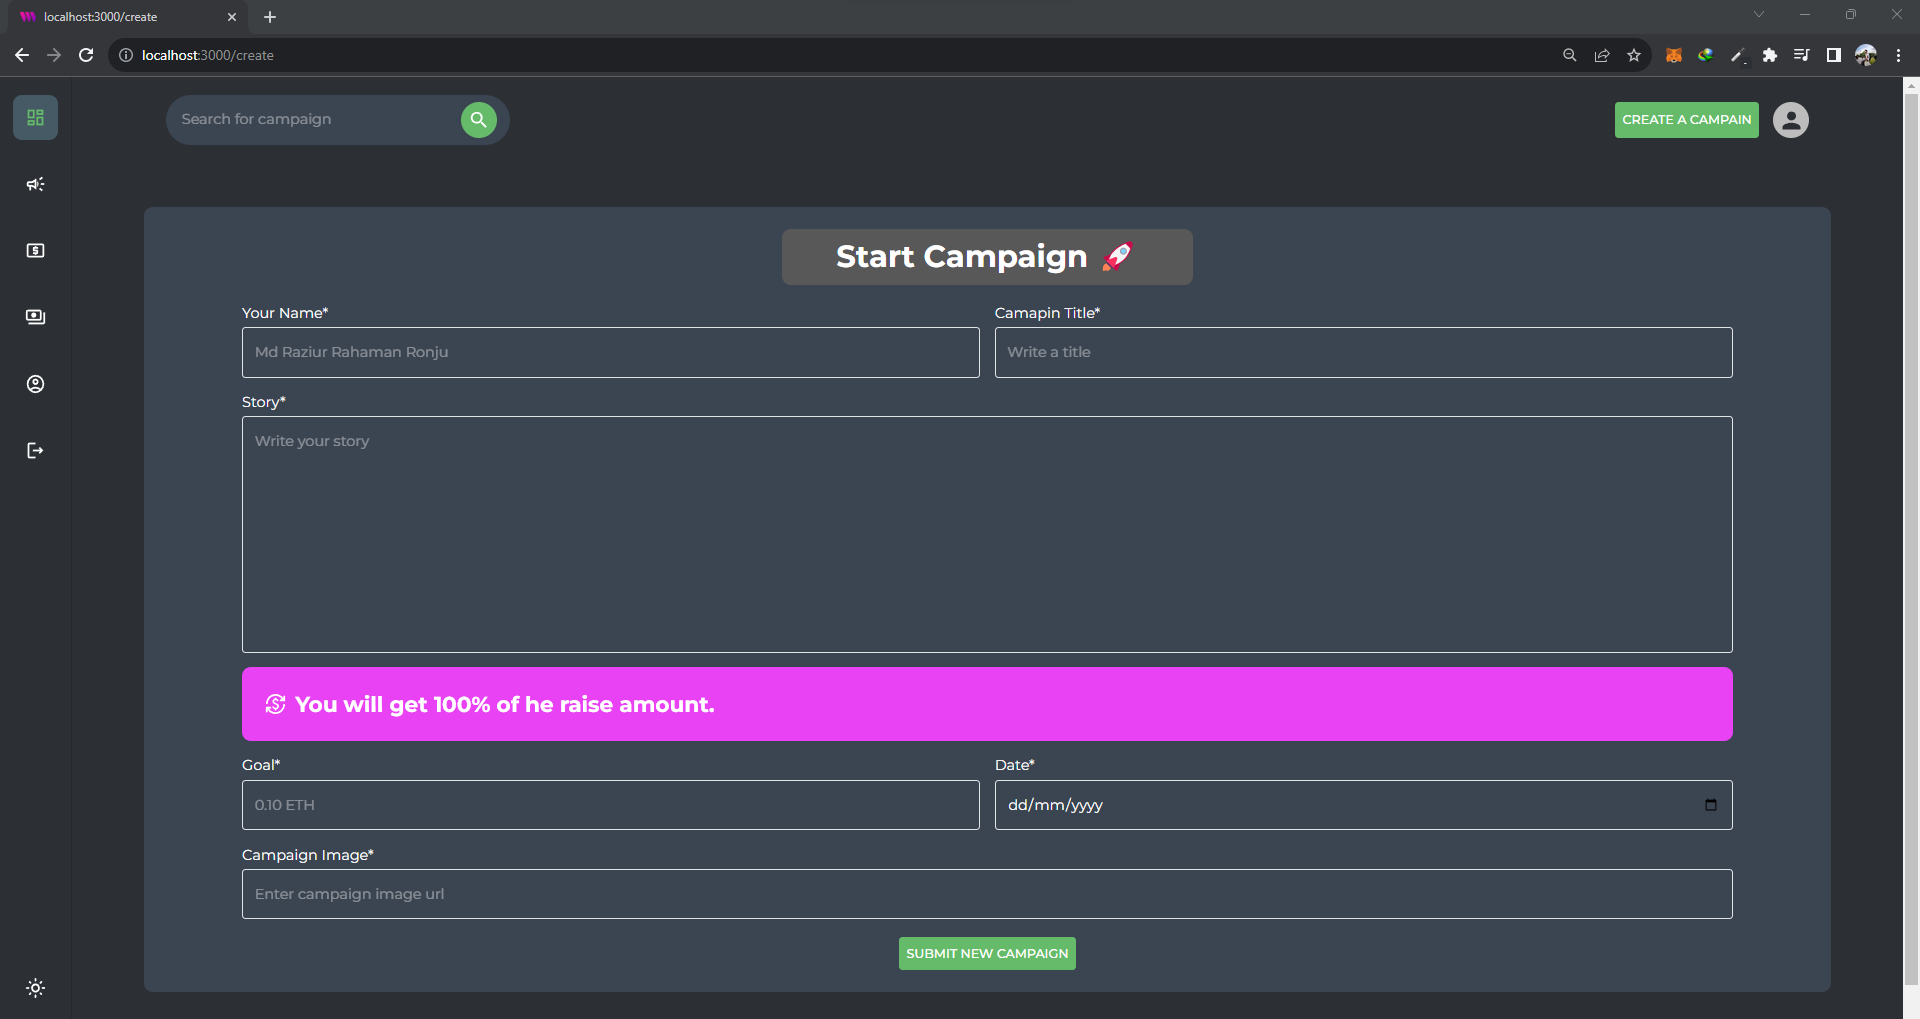 localhost:3000/create
localhost:3000/create
Search for campaign
CREATE A CAMPAIN
Start Campaign 🚀
Your Name*
Camapin Title*
Md Raziur Rahaman Ronju
Write a title
Story*
Write your story
You will get 100% of he raise amount.
Goal*
Date*
0.10 ETH
dd/mm/yyyy
Campaign Image*
Enter campaign image url
SUBMIT NEW CAMPAIGN